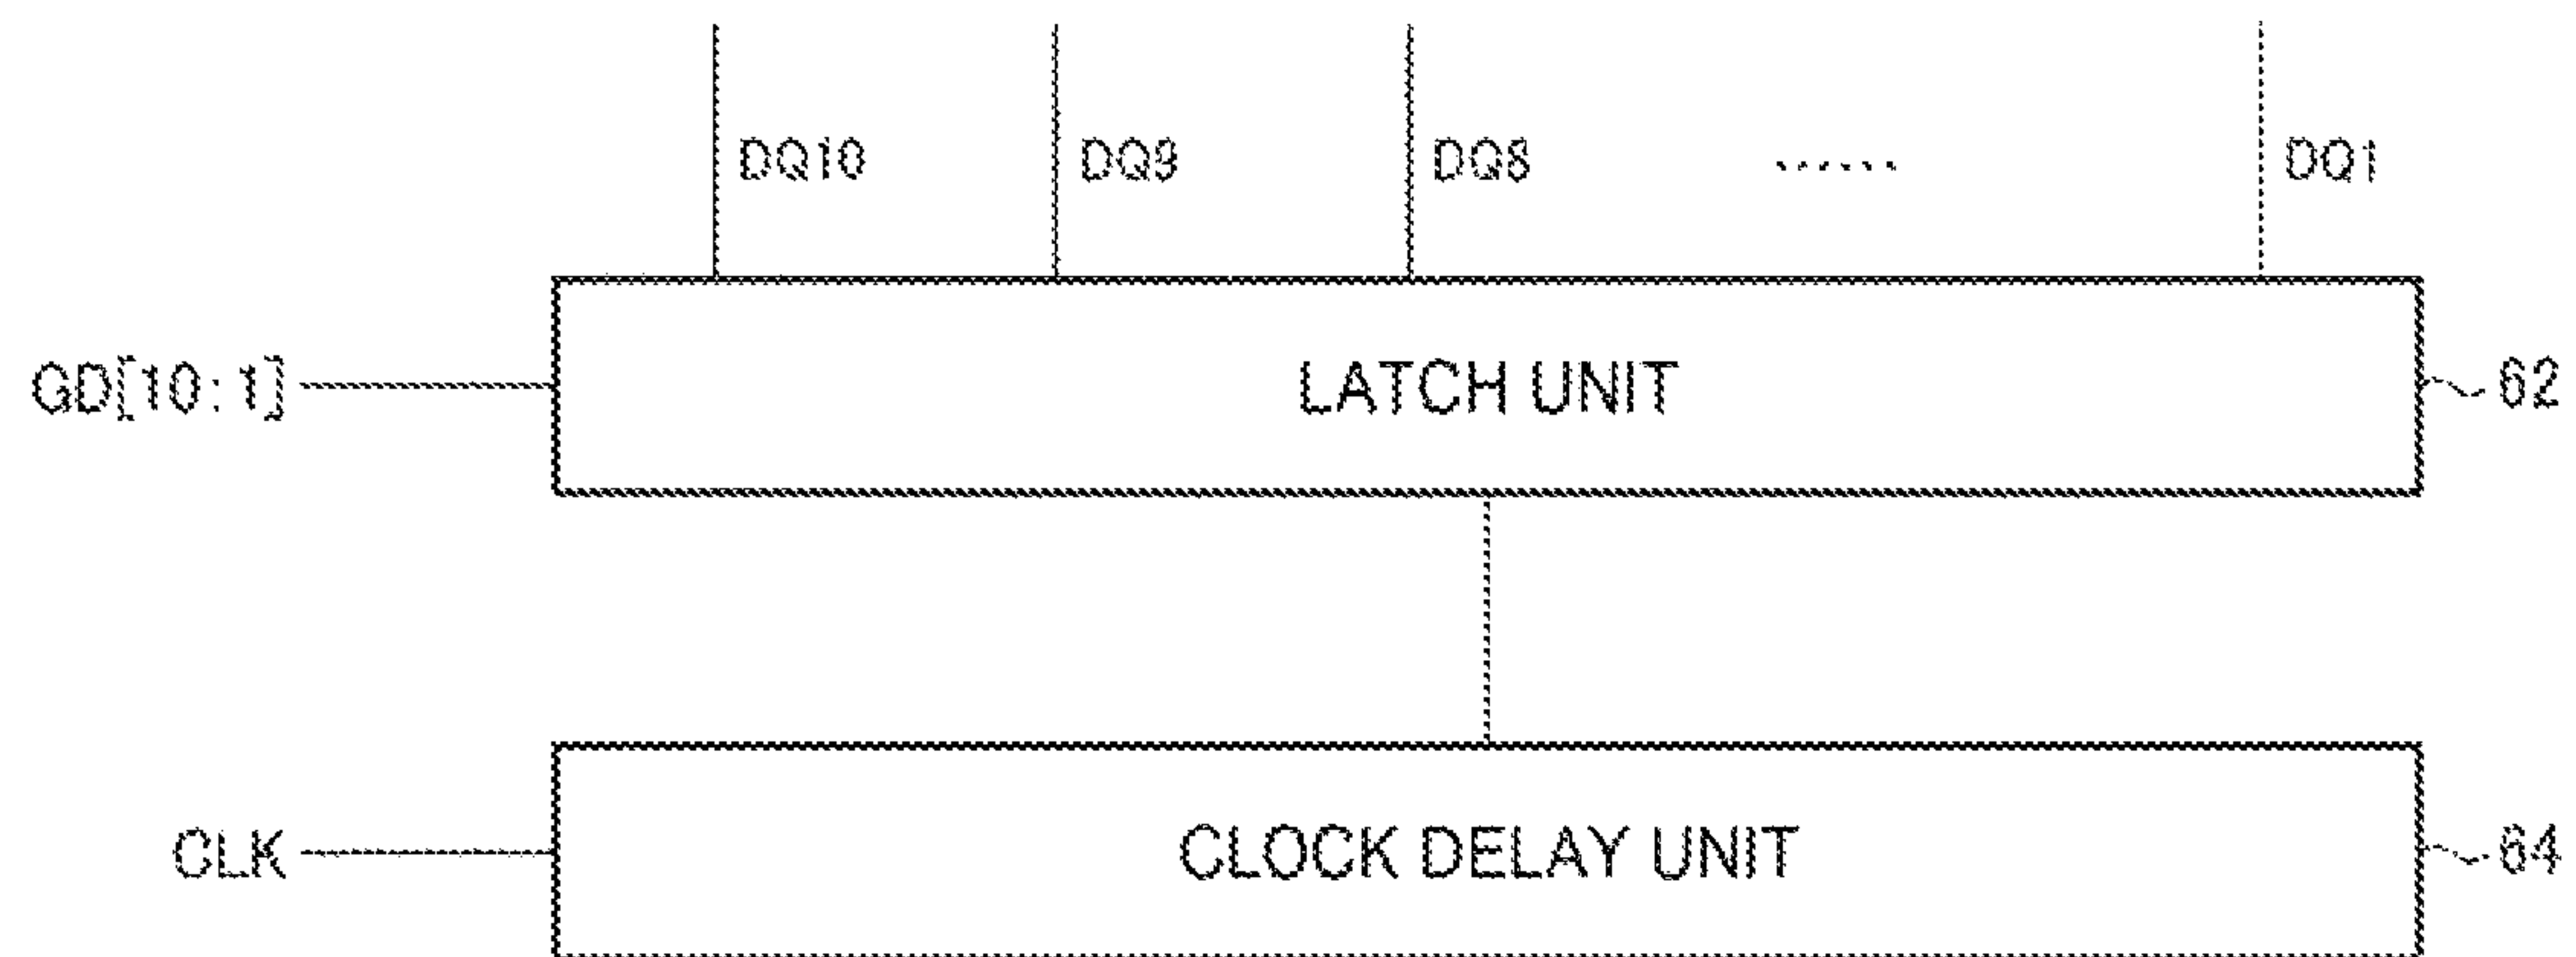 DQ10 DQ9 DQ8 ...... DQ1
GD[10:1] LATCH UNIT 62
CLK CLOCK DELAY UNIT 64